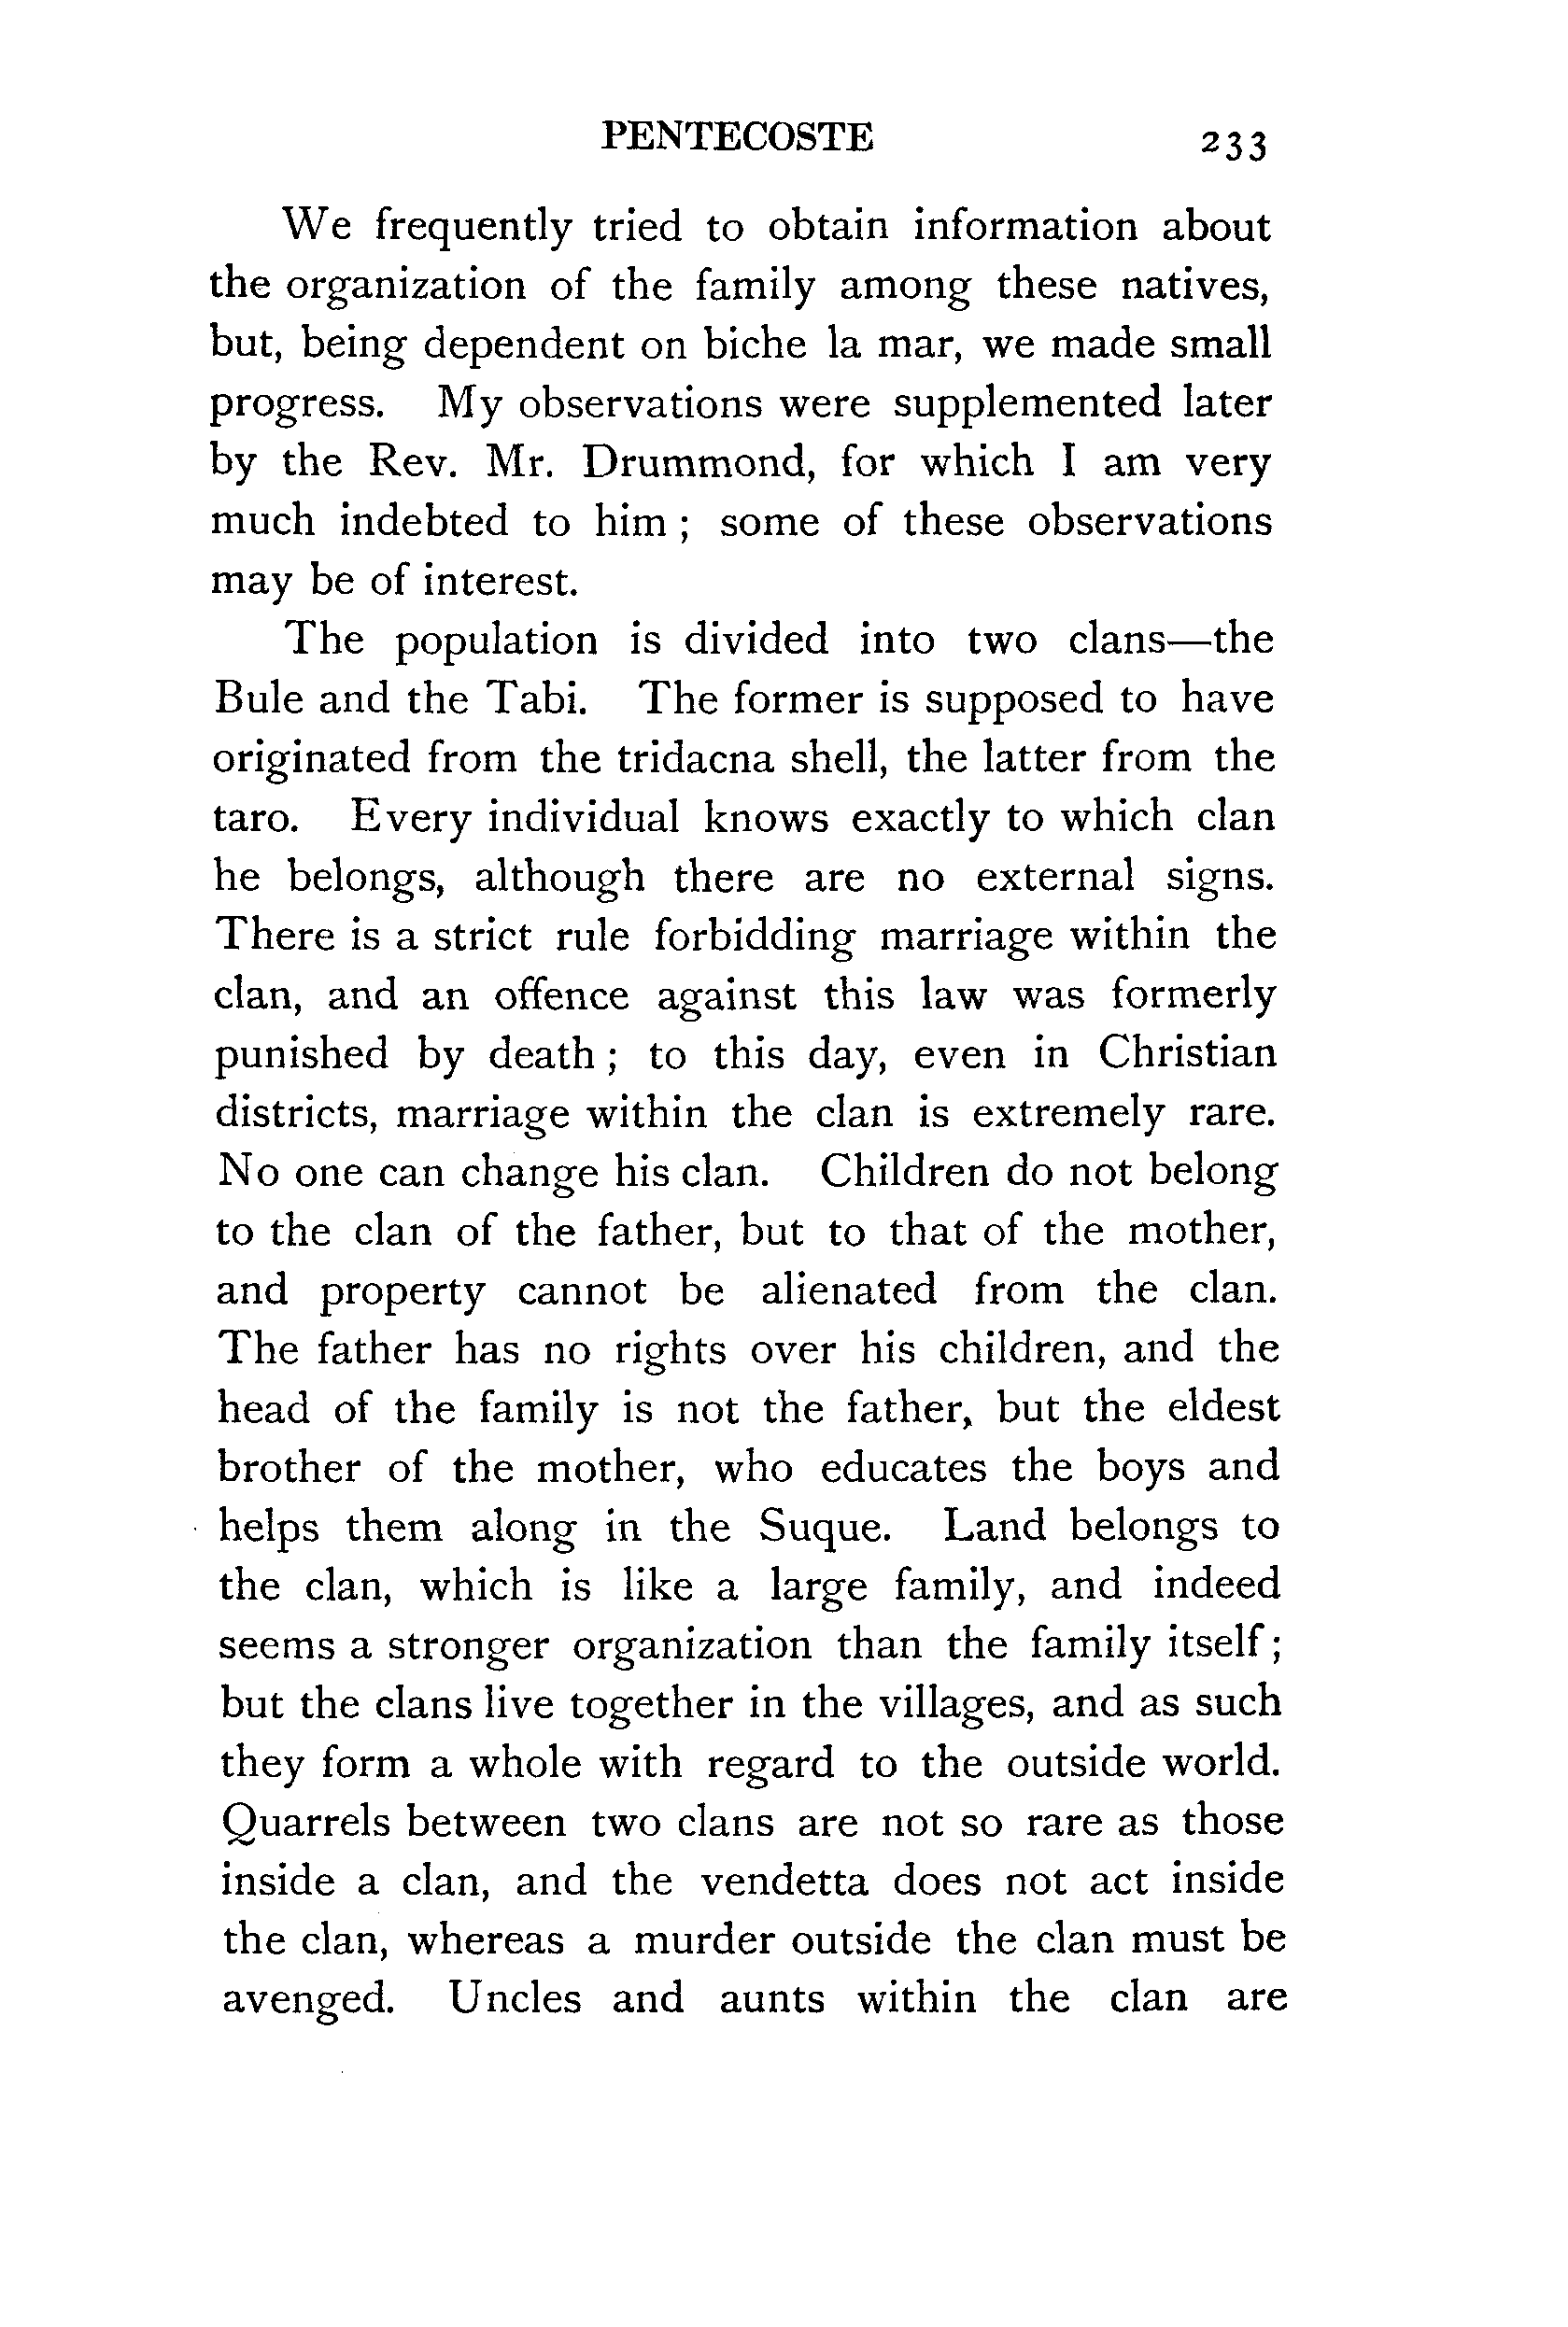 PENTECOSTE 233
We frequently tried to obtain information about
the organization of the family among these natives,
but, being dependent on biche la mar, we made small
progress. My observations were supplemented later
by the Rev. Mr. Drummond, for which I am very
much indebted to him ; some of these observations
may be of interest.
The population is divided into two clans—the
Bule and the Tabi. The former is supposed to have
originated from the tridacna shell, the latter from the
taro. Every individual knows exactly to which clan
he belongs, although there are no external signs.
There is a strict rule forbidding marriage within the
clan, and an offence against this law was formerly
punished by death ; to this day, even in Christian
districts, marriage within the clan is extremely rare.
No one can change his clan. Children do not belong
to the clan of the father, but to that of the mother,
and property cannot be alienated from the clan.
The father has no rights over his children, and the
head of the family is not the father, but the eldest
brother of the mother, who educates the boys and
helps them along in the Suque. Land belongs to
the clan, which is like a large family, and indeed
seems a stronger organization than the family itself ;
but the clans live together in the villages, and as such
they form a whole with regard to the outside world.
Quarrels between two clans are not so rare as those
inside a clan, and the vendetta does not act inside
the clan, whereas a murder outside the clan must be
avenged. Uncles and aunts within the clan are